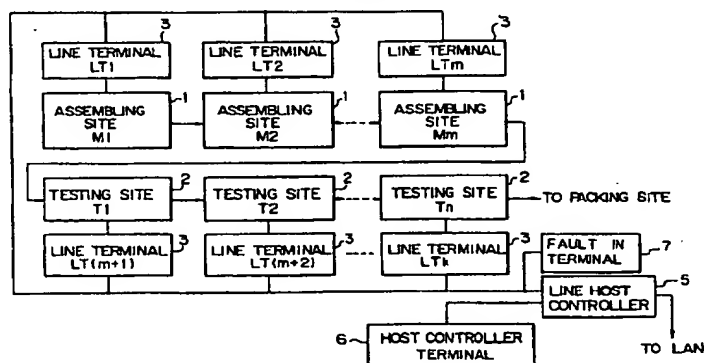 3 3 3
LINE TERMINAL LINE TERMINAL LINE TERMINAL
LT1 LT2 LTm
1 1 1
ASSEMBLING ASSEMBLING ASSEMBLING
SITE SITE SITE
M1 M2 Mm
2 2 2
TESTING SITE TESTING SITE TESTING SITE
T1 T2 Tn
TO PACKING SITE
3 3 3
LINE TERMINAL LINE TERMINAL LINE TERMINAL
LT(m+1) LT(m+2) LTk
FAULT IN
TERMINAL
7
5
LINE HOST
CONTROLLER
6
HOST CONTROLLER
TERMINAL
TO LAN